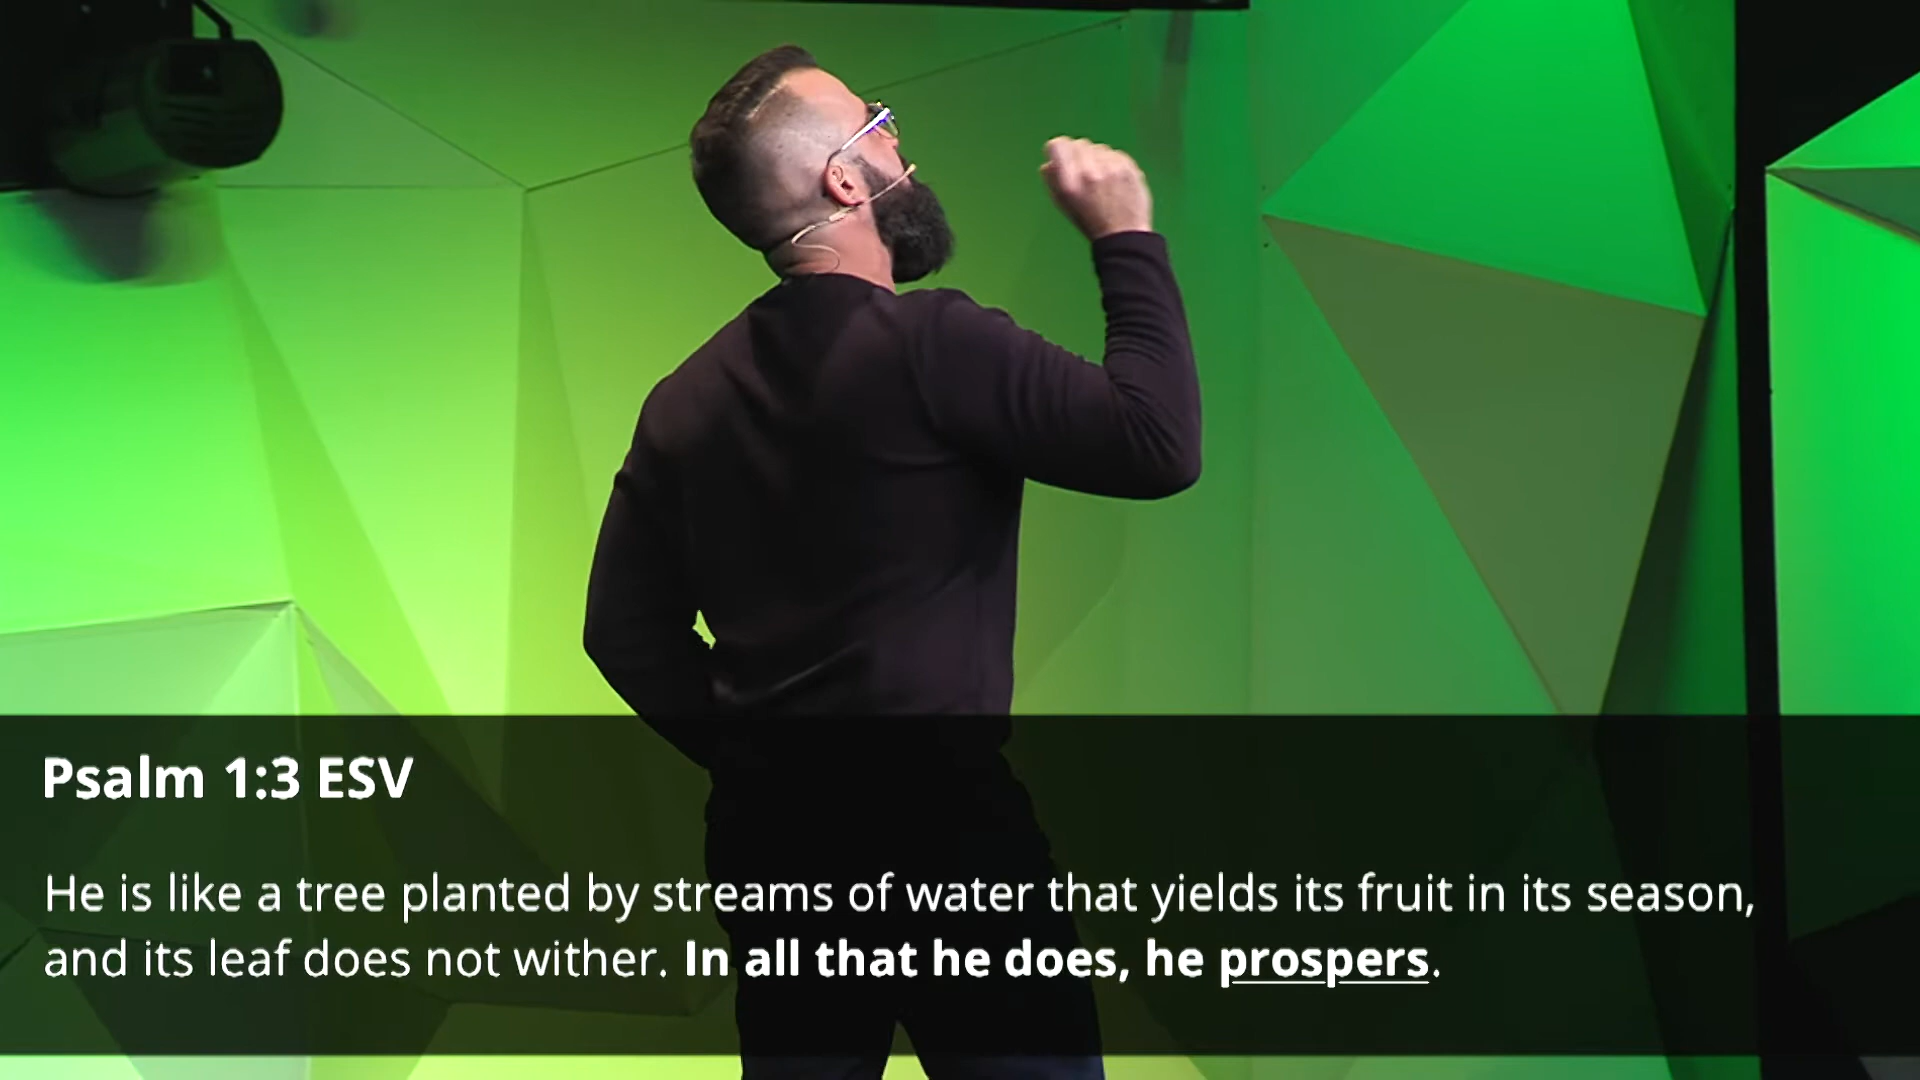 Psalm 1:3 ESV
He is like a tree planted by streams of water that yields its fruit in its season,
and its leaf does not wither. In all that he does, he prospers.